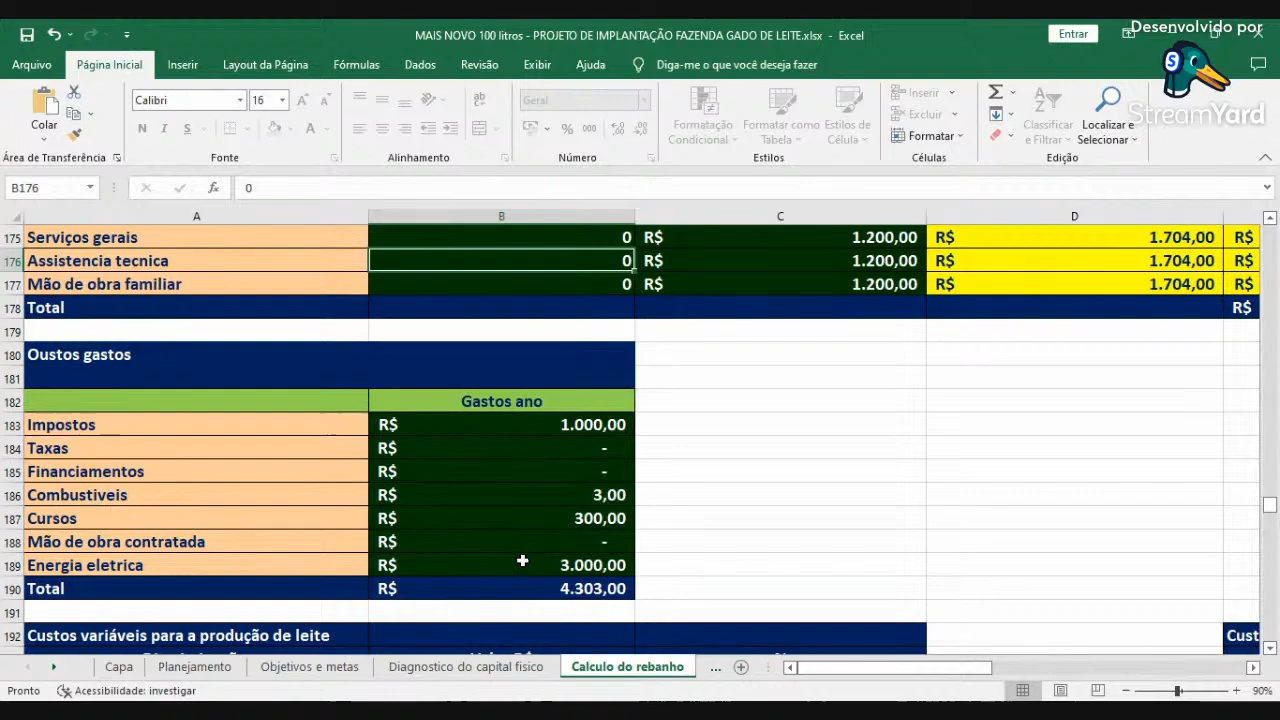 Desenvolvido por
MAIS NOVO 100 litros - PROJETO DE IMPLANTAÇÃO FAZENDA GADO DE LEITE.xlsx - Excel
Entrar
S
StreamYard
Arquivo Página Inicial Inserir Layout da Página Fórmulas Dados Revisão Exibir Ajuda Diga-me o que você deseja fazer
Colar
Calibri 16
N I S
Geral
% 000
Formatação Condicional
Formatar como Tabela
Estilos de Célula
Inserir
Excluir
Formatar
Classificar e Filtrar
Localizar e Selecionar
Área de Transferência Fonte Alinhamento Número Estilos Células Edição
B176 fx 0
A B C D
175 Serviços gerais 0 R$ 1.200,00 R$ 1.704,00 R$
176 Assistencia tecnica 0 R$ 1.200,00 R$ 1.704,00 R$
177 Mão de obra familiar 0 R$ 1.200,00 R$ 1.704,00 R$
178 Total R$
179
180 Oustos gastos
181
182 Gastos ano
183 Impostos R$ 1.000,00
184 Taxas R$ -
185 Financiamentos R$ -
186 Combustiveis R$ 3,00
187 Cursos R$ 300,00
188 Mão de obra contratada R$ -
189 Energia eletrica R$ 3.000,00
190 Total R$ 4.303,00
191
192 Custos variáveis para a produção de leite Cust
Capa Planejamento Objetivos e metas Diagnostico do capital fisico Calculo do rebanho ...
Pronto Acessibilidade: investigar 90%